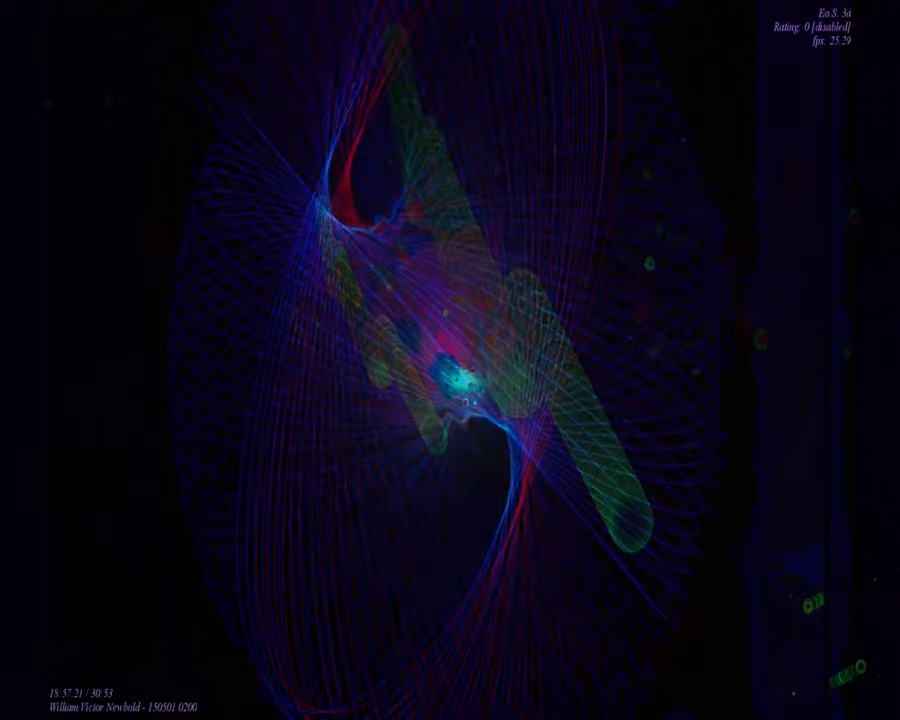 Eo.S. 3a
Rating: 0 [disabled]
fps: 25.29
18:57.21 / 30:53
William Victor Newbold - 150501 0200